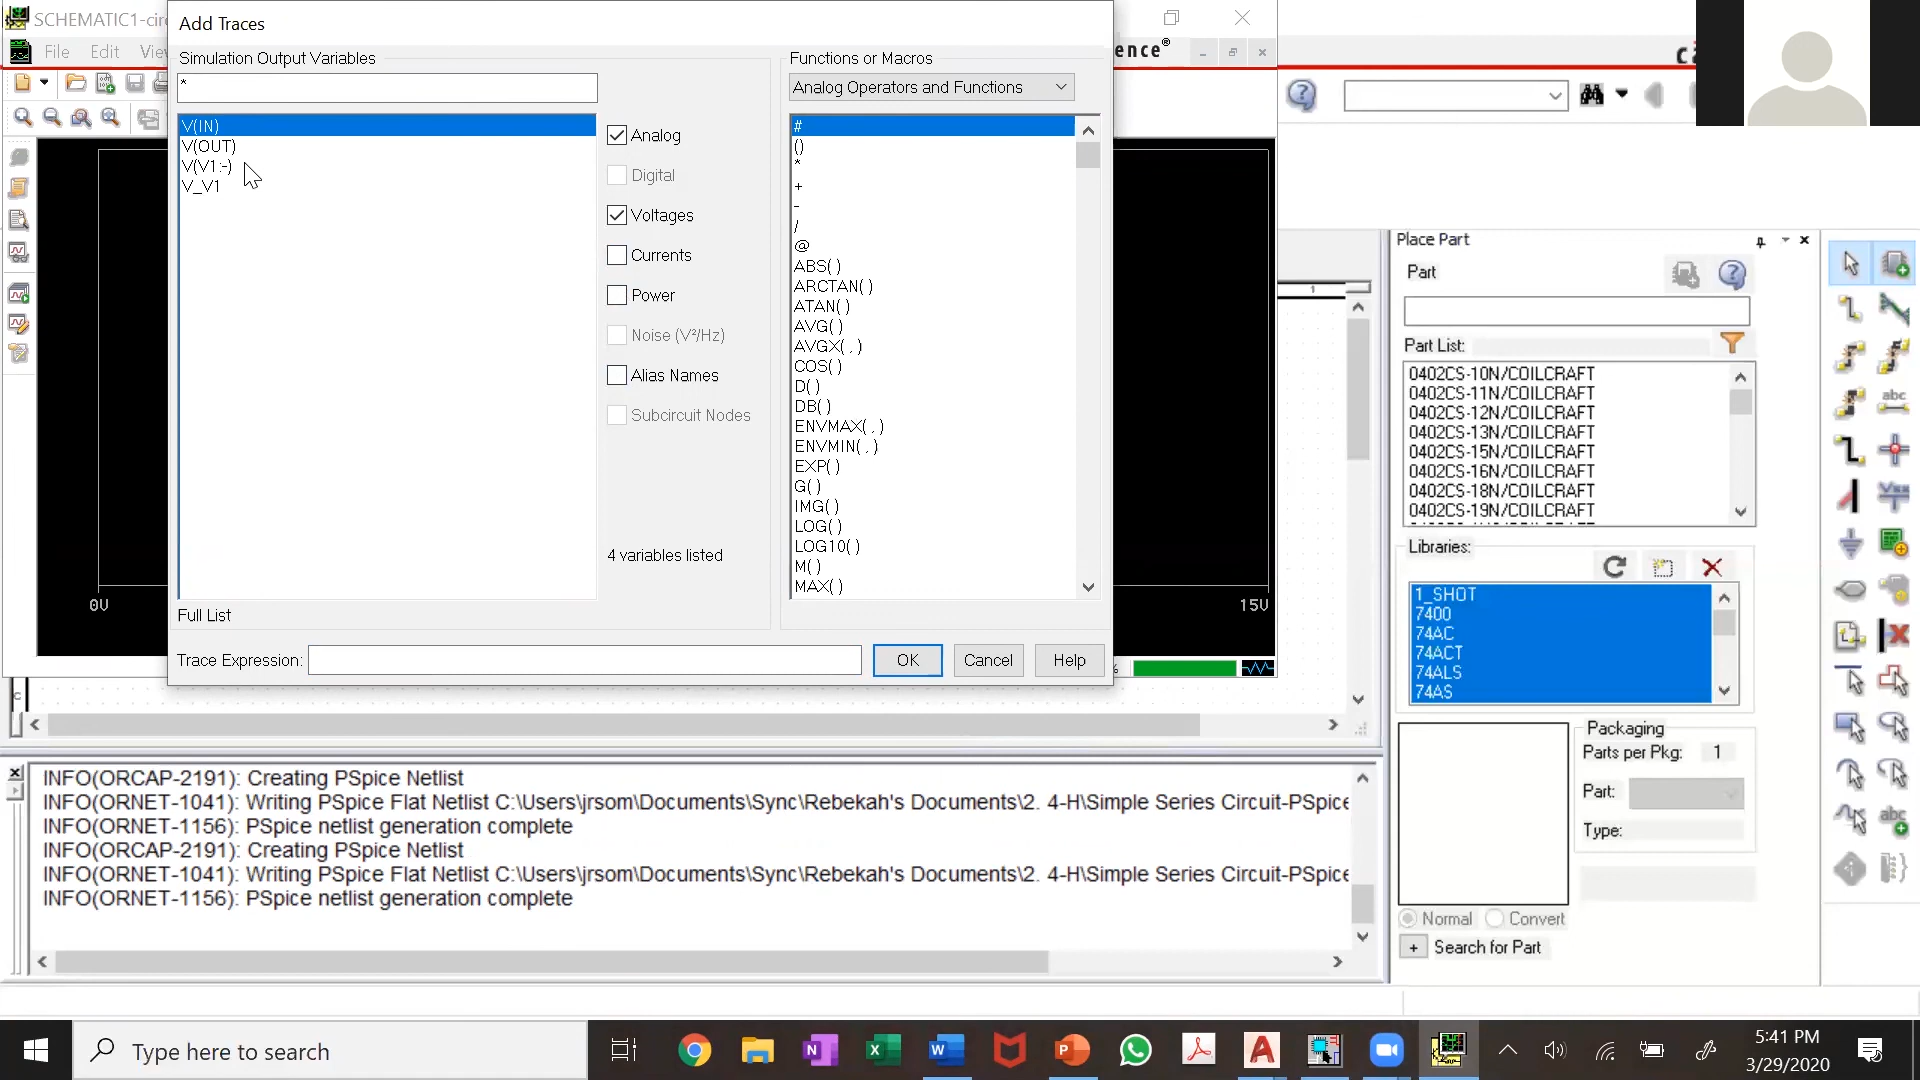 SCHEMATIC1-cir
File Edit Vie
Add Traces
Simulation Output Variables
*
V(IN)
V(OUT)
V(V1:-)
V_V1
Full List
Analog
Digital
Voltages
Currents
Power
Noise (V²/Hz)
Alias Names
Subcircuit Nodes
4 variables listed
Functions or Macros
Analog Operators and Functions
#
()
*
+
-
/
@
ABS( )
ARCTAN( )
ATAN( )
AVG( )
AVGX( , )
COS( )
D( )
DB( )
ENVMAX( , )
ENVMIN( , )
EXP( )
G( )
IMG( )
LOG( )
LOG10( )
M( )
MAX( )
Trace Expression:
OK
Cancel
Help
ence®
0V
15V
%
1
c
INFO(ORCAP-2191): Creating PSpice Netlist
INFO(ORNET-1041): Writing PSpice Flat Netlist C:\Users\jrsom\Documents\Sync\Rebekah's Documents\2. 4-H\Simple Series Circuit-PSpice
INFO(ORNET-1156): PSpice netlist generation complete
INFO(ORCAP-2191): Creating PSpice Netlist
INFO(ORNET-1041): Writing PSpice Flat Netlist C:\Users\jrsom\Documents\Sync\Rebekah's Documents\2. 4-H\Simple Series Circuit-PSpice
INFO(ORNET-1156): PSpice netlist generation complete
cā
Place Part
Part
Part List:
0402CS-10N/COILCRAFT
0402CS-11N/COILCRAFT
0402CS-12N/COILCRAFT
0402CS-13N/COILCRAFT
0402CS-15N/COILCRAFT
0402CS-16N/COILCRAFT
0402CS-18N/COILCRAFT
0402CS-19N/COILCRAFT
Libraries:
1_SHOT
7400
74AC
74ACT
74ALS
74AS
Packaging
Parts per Pkg: 1
Part:
Type:
Normal Convert
+ Search for Part
abc
abc
Type here to search
5:41 PM
3/29/2020